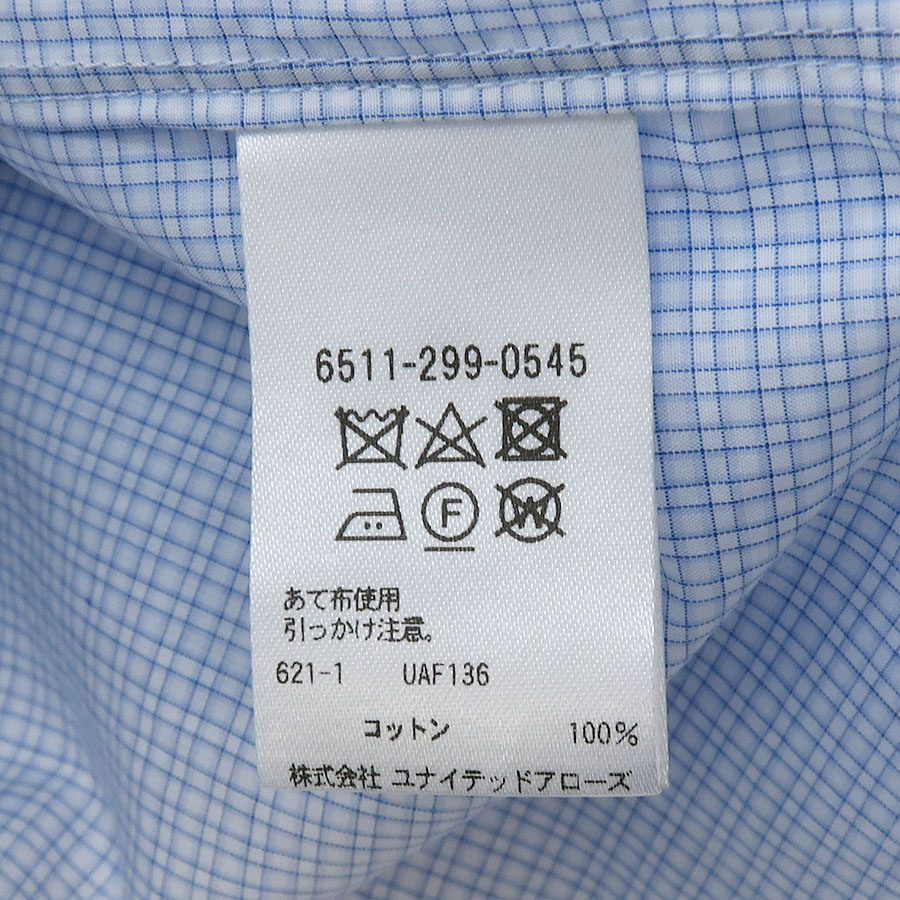 6511-299-0545
F W
あて布使用
引っかけ注意。
621-1 UAF136
コットン 100%
株式会社 ユナイテッドアローズ